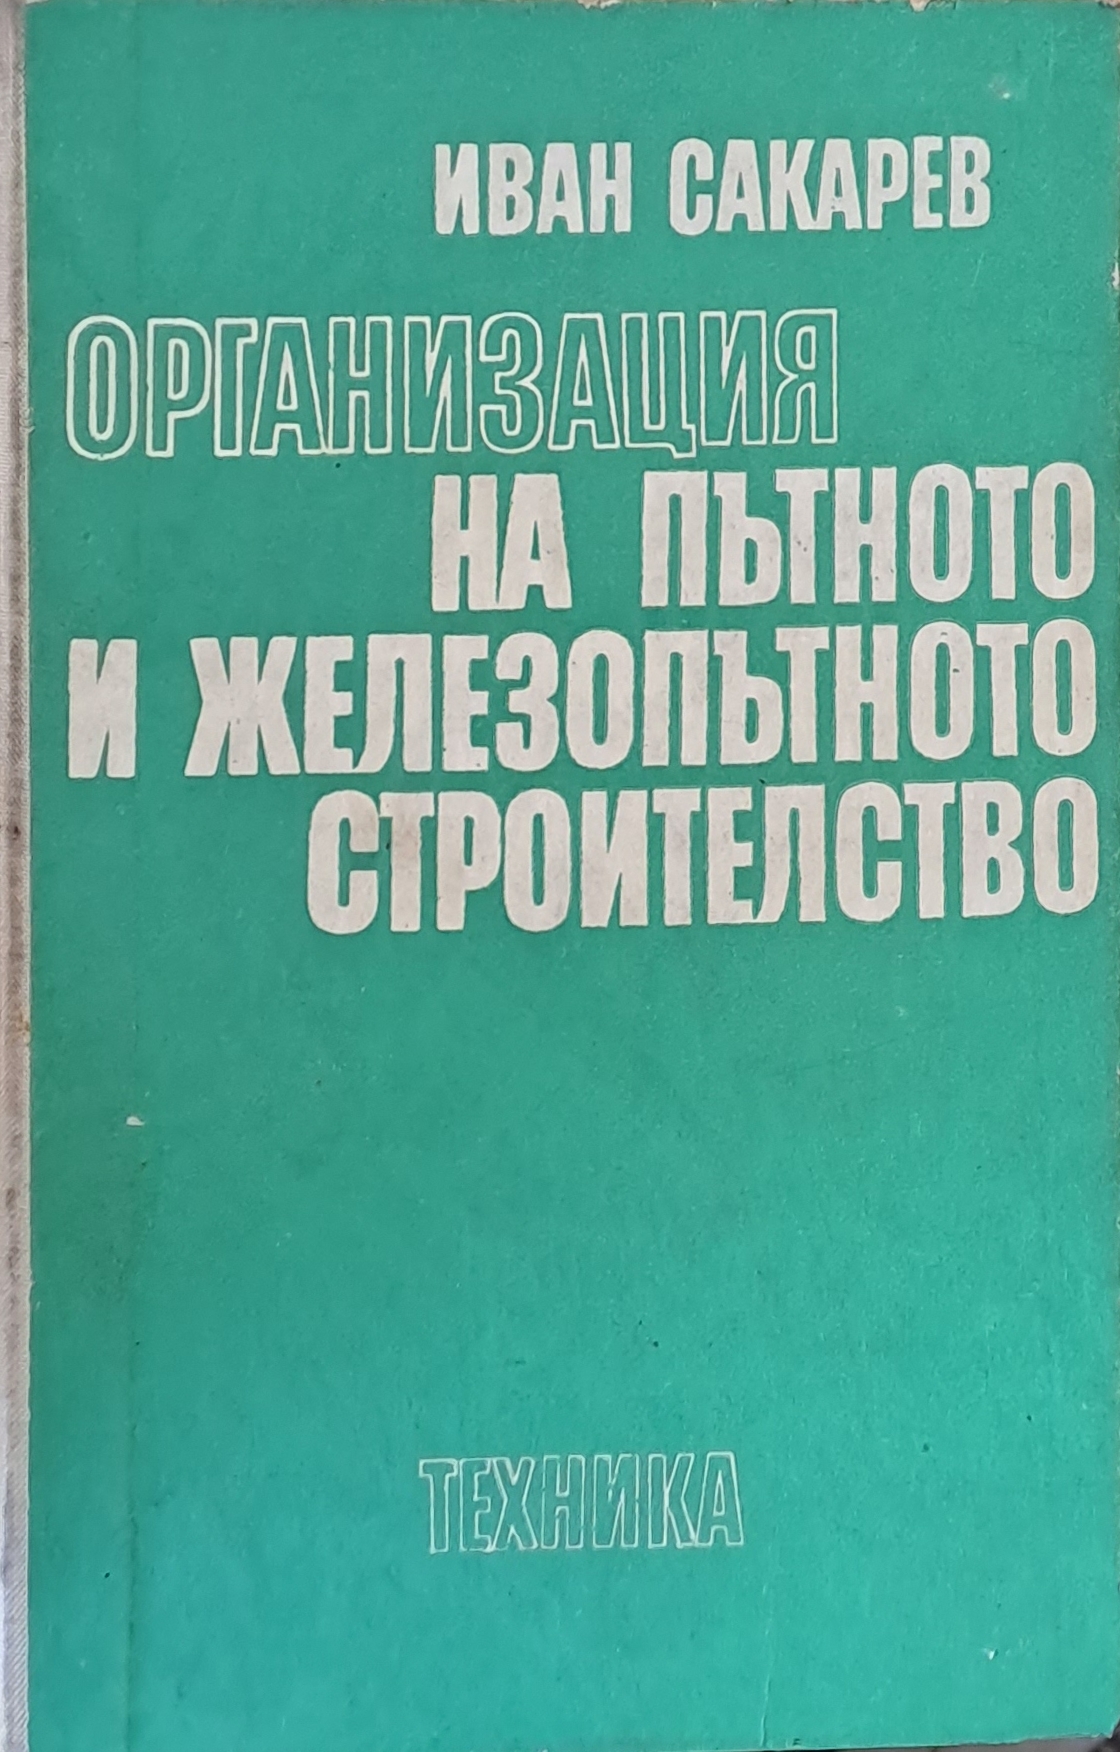 ИВАН САКАРЕВ
ОРГАНИЗАЦИЯ
НА ПЪТНОТО
И ЖЕЛЕЗОПЪТНОТО
СТРОИТЕЛСТВО
ТЕХНИКА